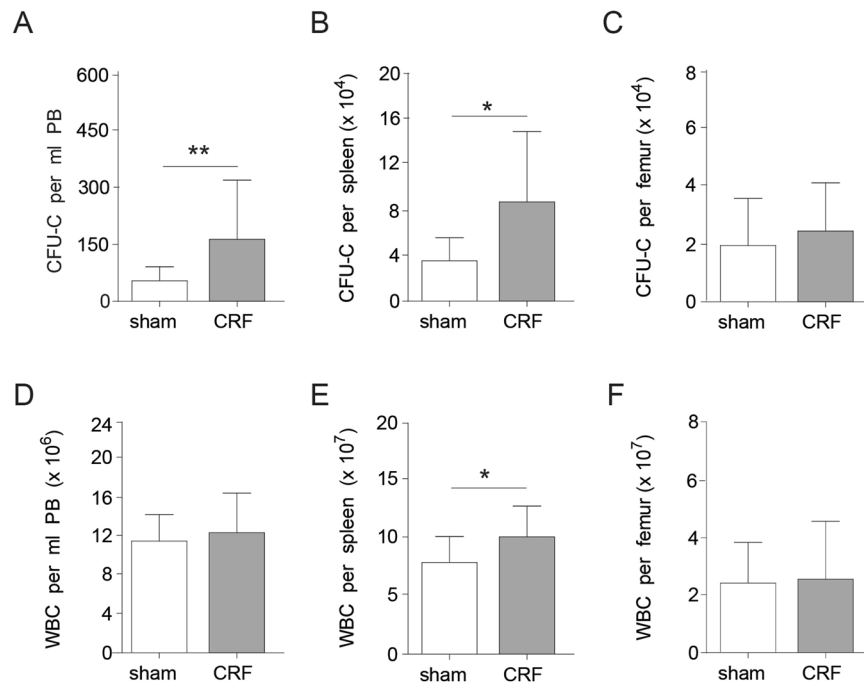 A
CFU-C per ml PB
600
450
300
150
0
**
sham CRF
B
CFU-C per spleen (x 10⁴)
20
16
12
8
4
0
*
sham CRF
C
CFU-C per femur (x 10⁴)
8
6
4
2
0
sham CRF
D
WBC per ml PB (x 10⁶)
24
20
16
12
8
4
0
sham CRF
E
WBC per spleen (x 10⁷)
20
15
10
5
0
*
sham CRF
F
WBC per femur (x 10⁷)
8
6
4
2
0
sham CRF